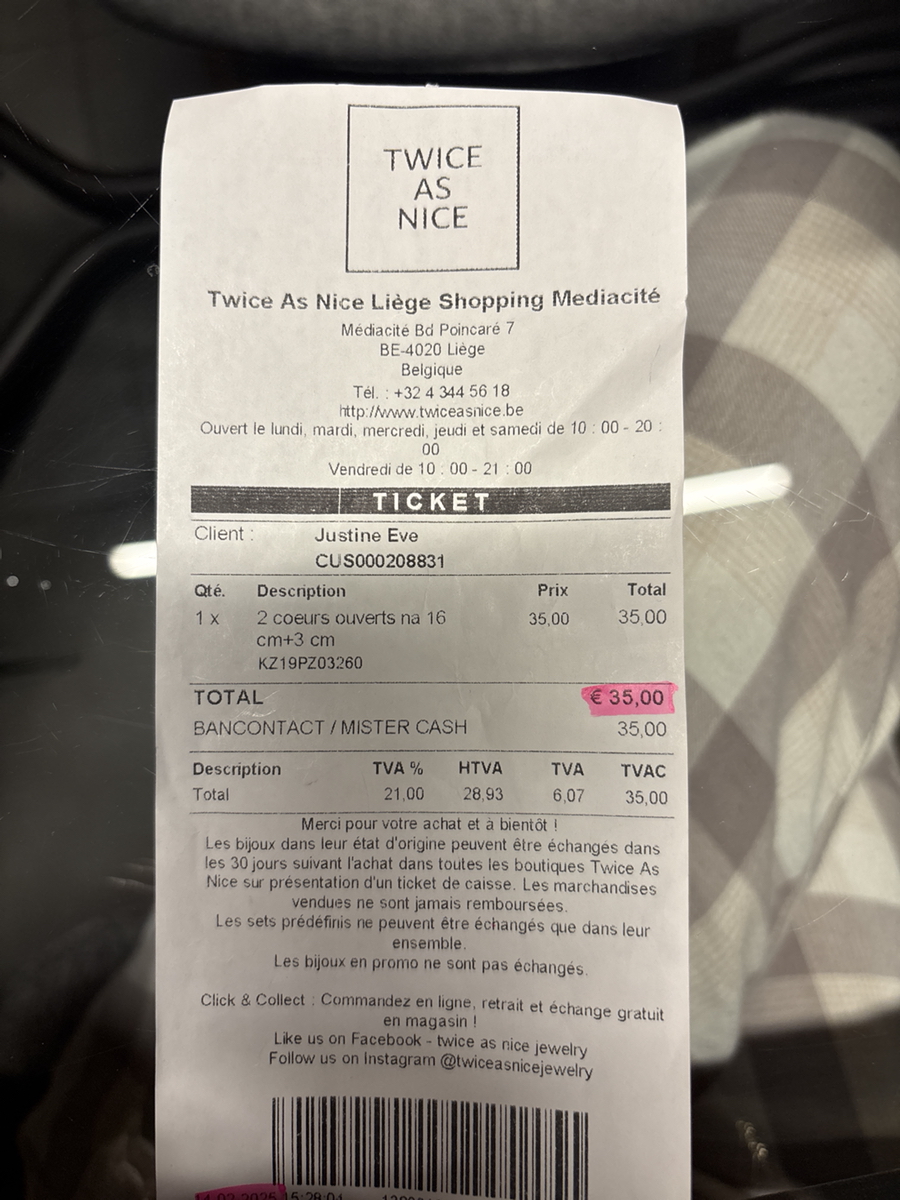 TWICE
AS
NICE
Twice As Nice Liège Shopping Mediacité
Médiacité Bd Poincaré 7
BE-4020 Liège
Belgique
Tél. : +32 4 344 56 18
http://www.twiceasnice.be
Ouvert le lundi, mardi, mercredi, jeudi et samedi de 10 : 00 - 20 :
00
Vendredi de 10 : 00 - 21 : 00
TICKET
Client : Justine Eve
CUS000208831
Qté. Description Prix Total
1 x 2 coeurs ouverts na 16 35,00 35,00
cm+3 cm
KZ19PZ03260
TOTAL € 35,00
BANCONTACT / MISTER CASH 35,00
Description TVA % HTVA TVA TVAC
Total 21,00 28,93 6,07 35,00
Merci pour votre achat et à bientôt !
Les bijoux dans leur état d'origine peuvent être échangés dans
les 30 jours suivant l'achat dans toutes les boutiques Twice As
Nice sur présentation d'un ticket de caisse. Les marchandises
vendues ne sont jamais remboursées.
Les sets prédéfinis ne peuvent être échangés que dans leur
ensemble.
Les bijoux en promo ne sont pas échangés.
Click & Collect : Commandez en ligne, retrait et échange gratuit
en magasin !
Like us on Facebook - twice as nice jewelry
Follow us on Instagram @twiceasnicejewelry